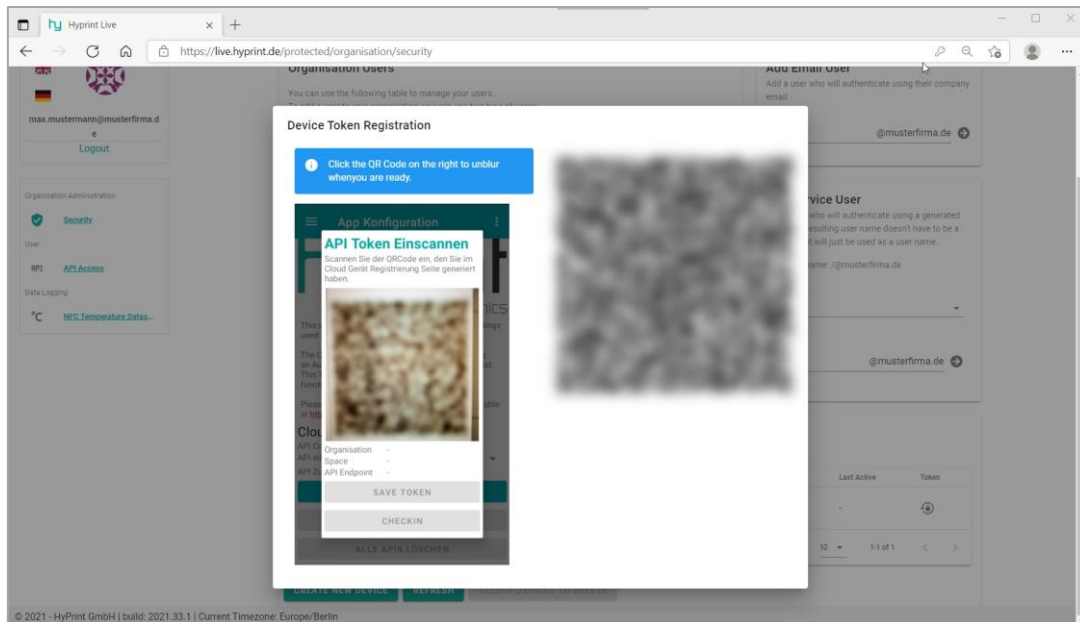 Hyprint Live
https://live.hyprint.de/protected/organisation/security
max.mustermann@musterfirma.d
e
Logout
Organisation Administration
Security
User
API API Access
Data Logging
°C NFC Temperature Datas…
Organisation Users
You can use the following table to manage your users.
Add Email User
Add a user who will authenticate using their company
email
@musterfirma.de
Device Token Registration
Click the QR Code on the right to unblur
whenyou are ready.
App Konfiguration
API Token Einscannen
Scannen Sie der QRCode ein, den Sie im
Cloud Gerät Registrierung Seite generiert
haben.
Organisation -
Space -
API Endpoint -
SAVE TOKEN
CHECKIN
ALLE APIS LÖSCHEN
vice User
who will authenticate using a generated
esulting user name doesn't have to be a
t will just be used as a user name.
ame: /@musterfirma.de
@musterfirma.de
Last Active Token
-
10 1-1 of 1
CREATE NEW DEVICE REFRESH
© 2021 - HyPrint GmbH | build: 2021.33.1 | Current Timezone: Europe/Berlin